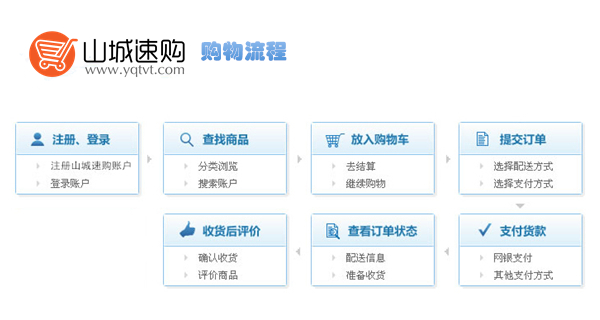 山城速购
www.yqtvt.com
购物流程
注册、登录
注册山城速购账户
登录账户
查找商品
分类浏览
搜索账户
放入购物车
去结算
继续购物
提交订单
选择配送方式
选择支付方式
收货后评价
确认收货
评价商品
查看订单状态
配送信息
准备收货
支付货款
网银支付
其他支付方式